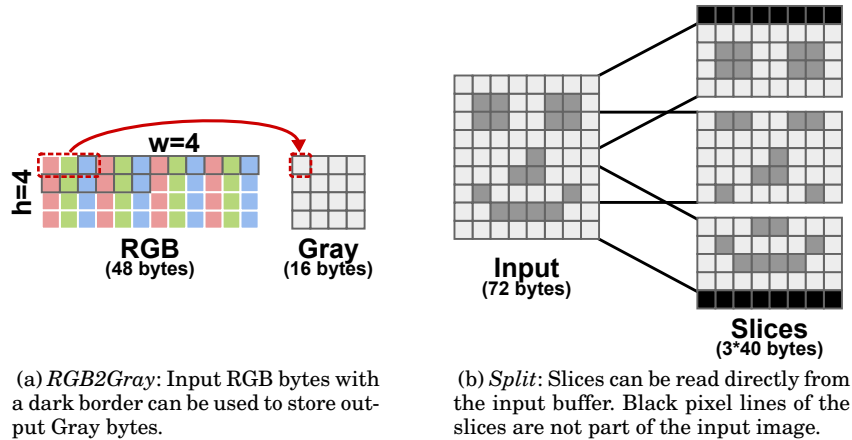 w=4
h=4
RGB
(48 bytes)
Gray
(16 bytes)
(a) RGB2Gray: Input RGB bytes with
a dark border can be used to store out-
put Gray bytes.
Input
(72 bytes)
Slices
(3*40 bytes)
(b) Split: Slices can be read directly from
the input buffer. Black pixel lines of the
slices are not part of the input image.